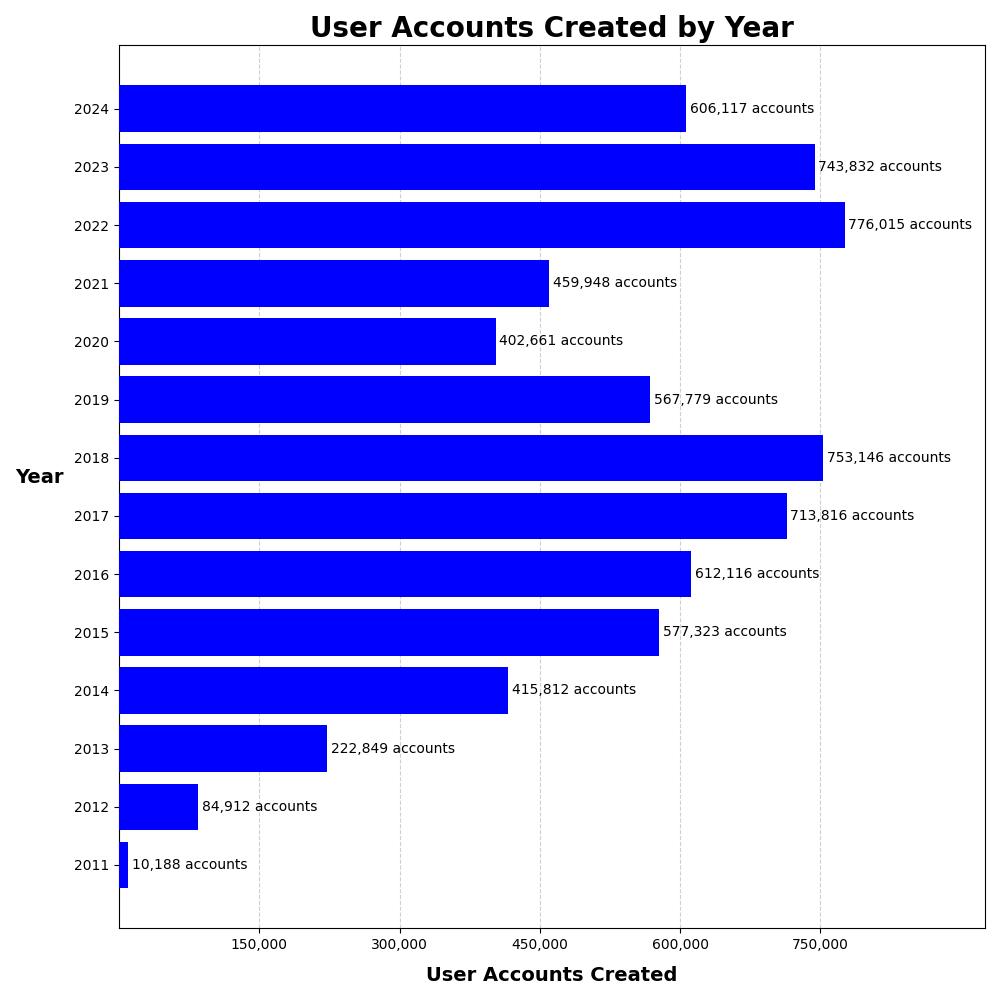 User Accounts Created by Year
2024 606,117 accounts
2023 743,832 accounts
2022 776,015 accounts
2021 459,948 accounts
2020 402,661 accounts
2019 567,779 accounts
2018 753,146 accounts
Year
2017 713,816 accounts
2016 612,116 accounts
2015 577,323 accounts
2014 415,812 accounts
2013 222,849 accounts
2012 84,912 accounts
2011 10,188 accounts
150,000 300,000 450,000 600,000 750,000
User Accounts Created